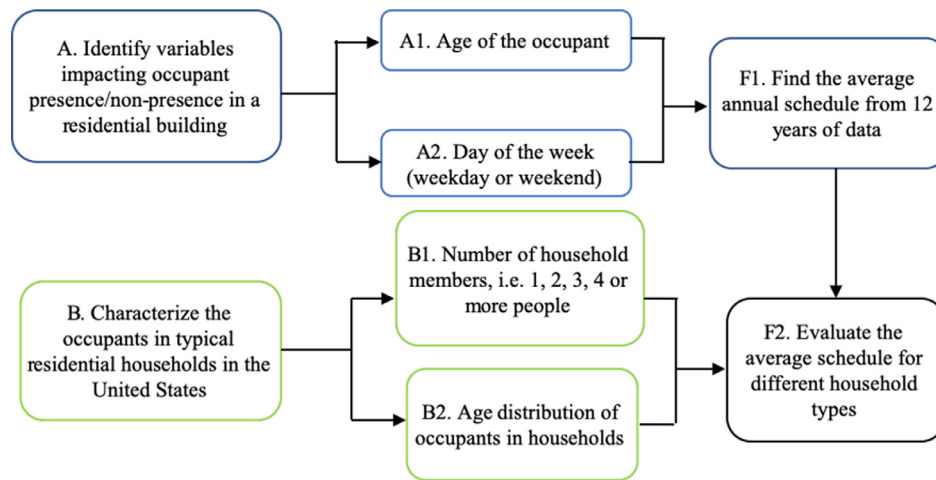 A. Identify variables
impacting occupant
presence/non-presence in a
residential building
A1. Age of the occupant
A2. Day of the week
(weekday or weekend)
F1. Find the average
annual schedule from 12
years of data
B. Characterize the
occupants in typical
residential households in the
United States
B1. Number of household
members, i.e. 1, 2, 3, 4 or
more people
B2. Age distribution of
occupants in households
F2. Evaluate the
average schedule for
different household
types